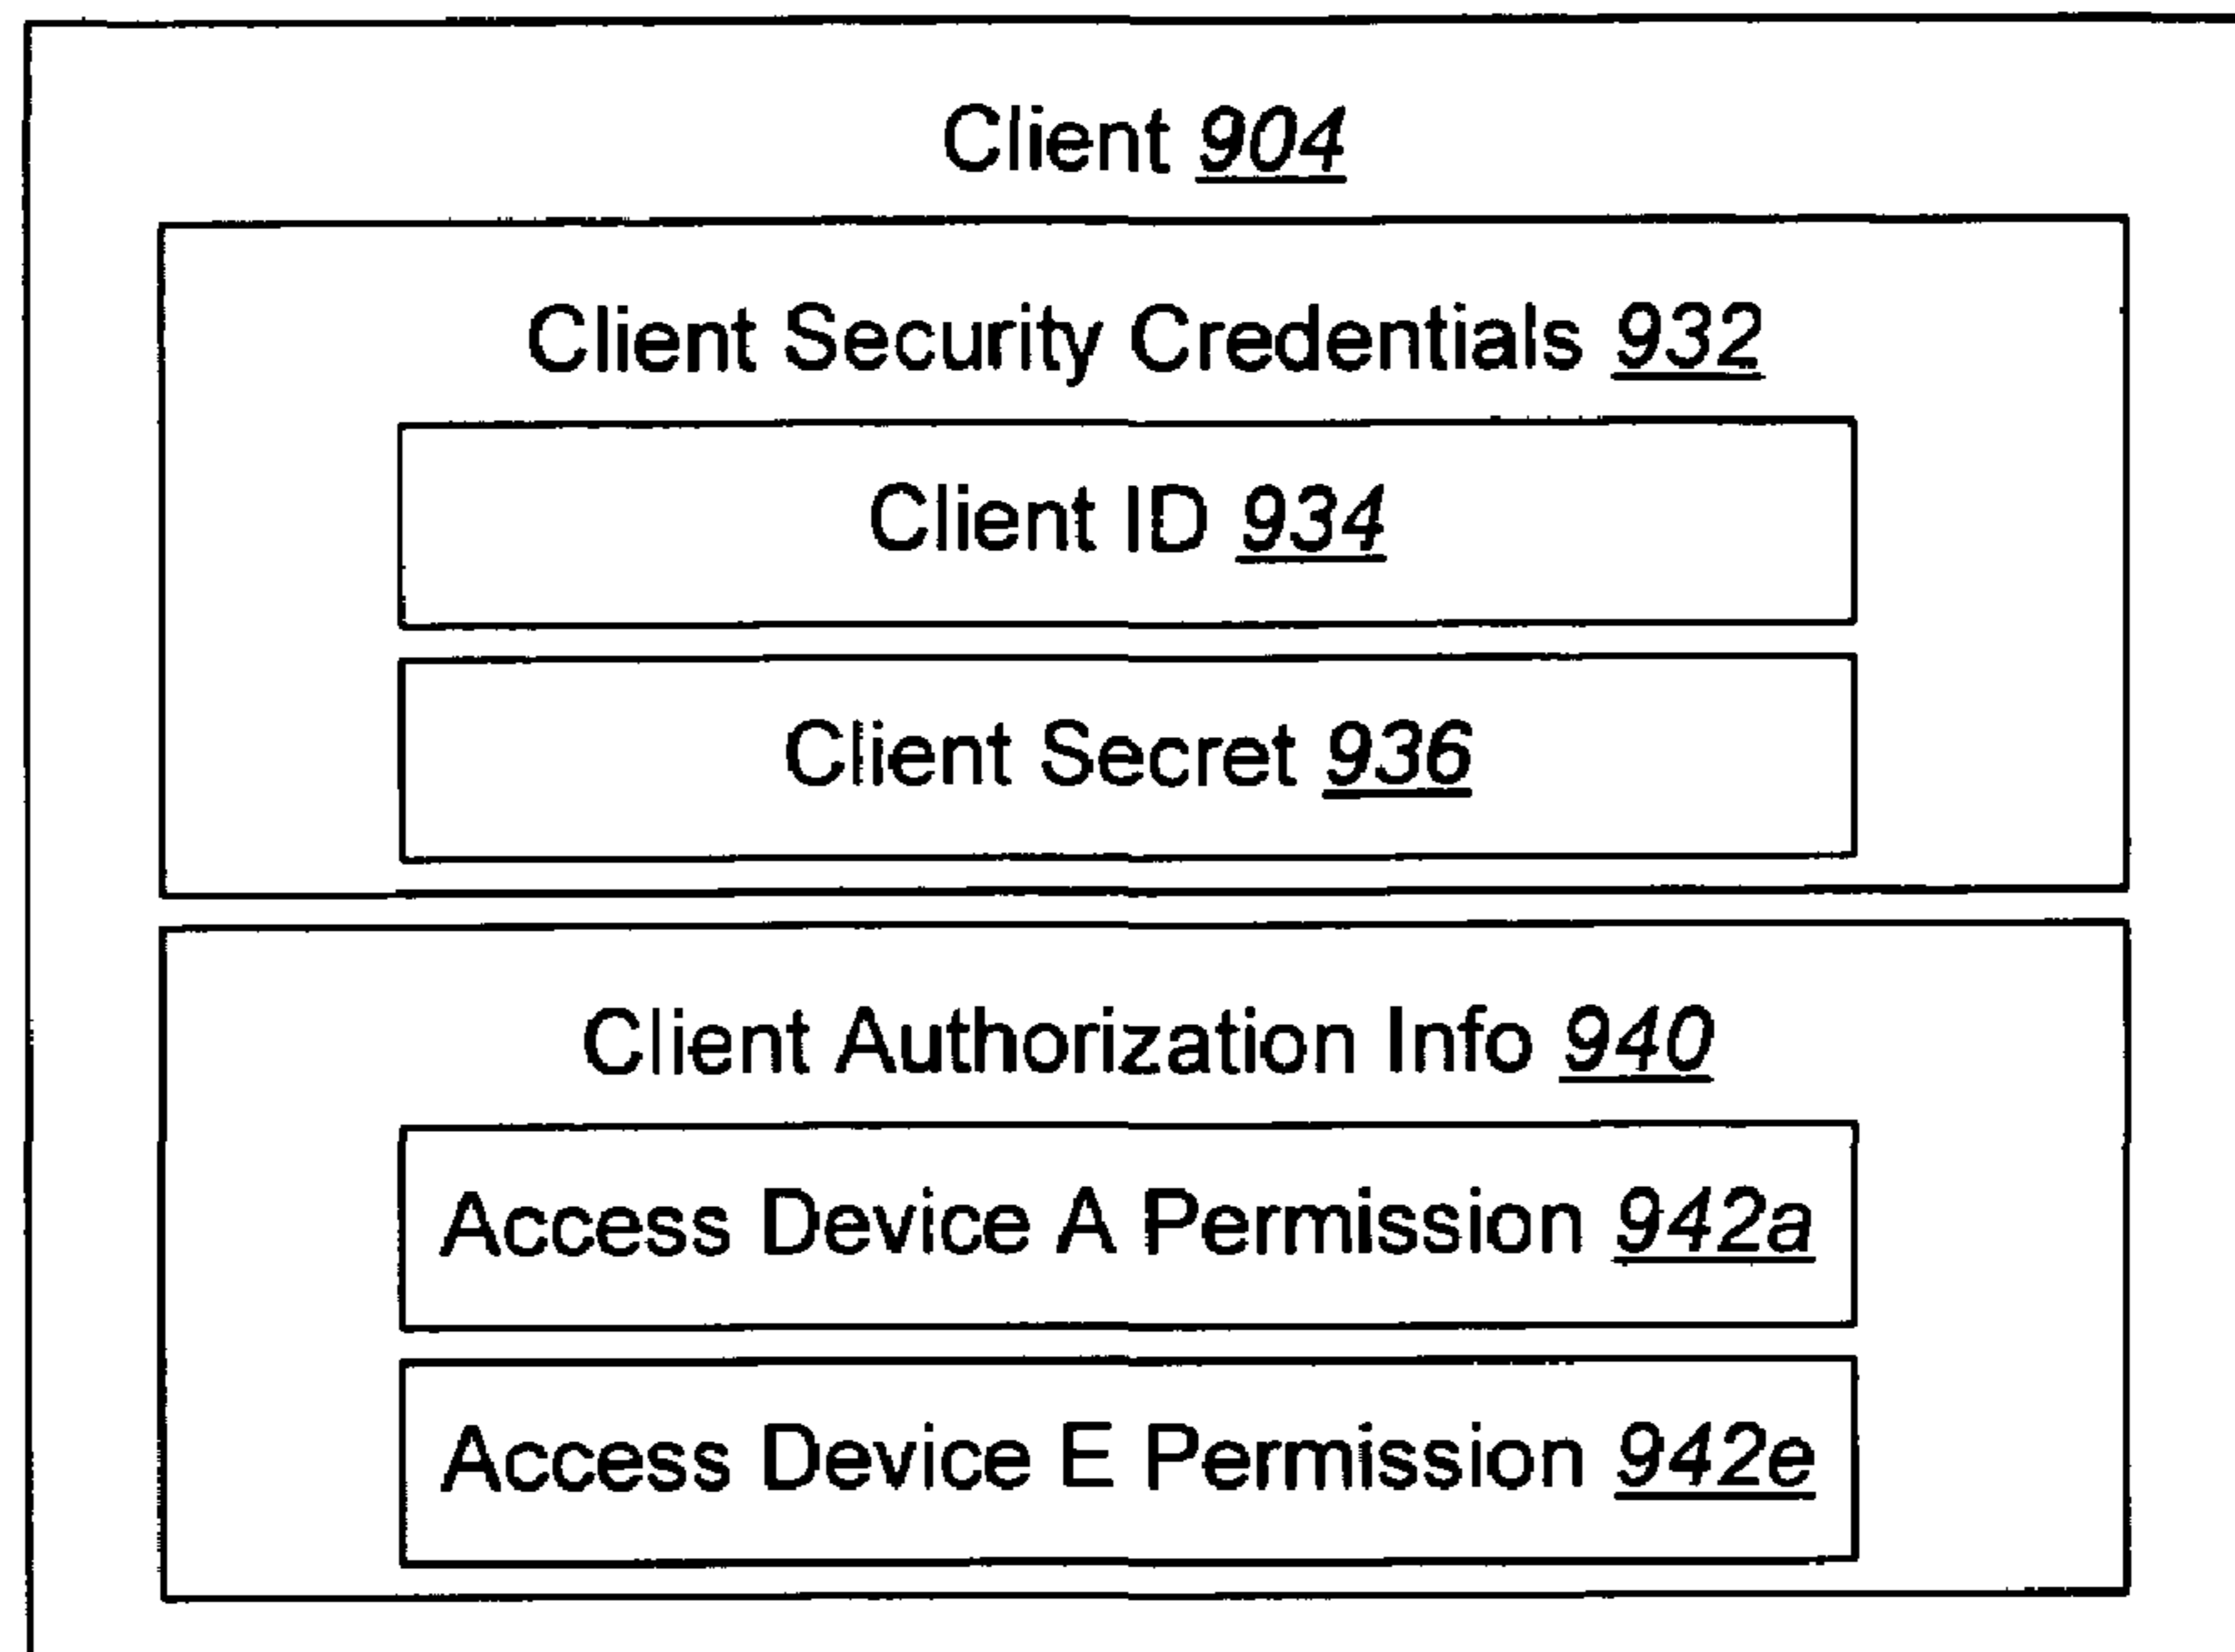 Client 904
Client Security Credentials 932
Client ID 934
Client Secret 936
Client Authorization Info 940
Access Device A Permission 942a
Access Device E Permission 942e